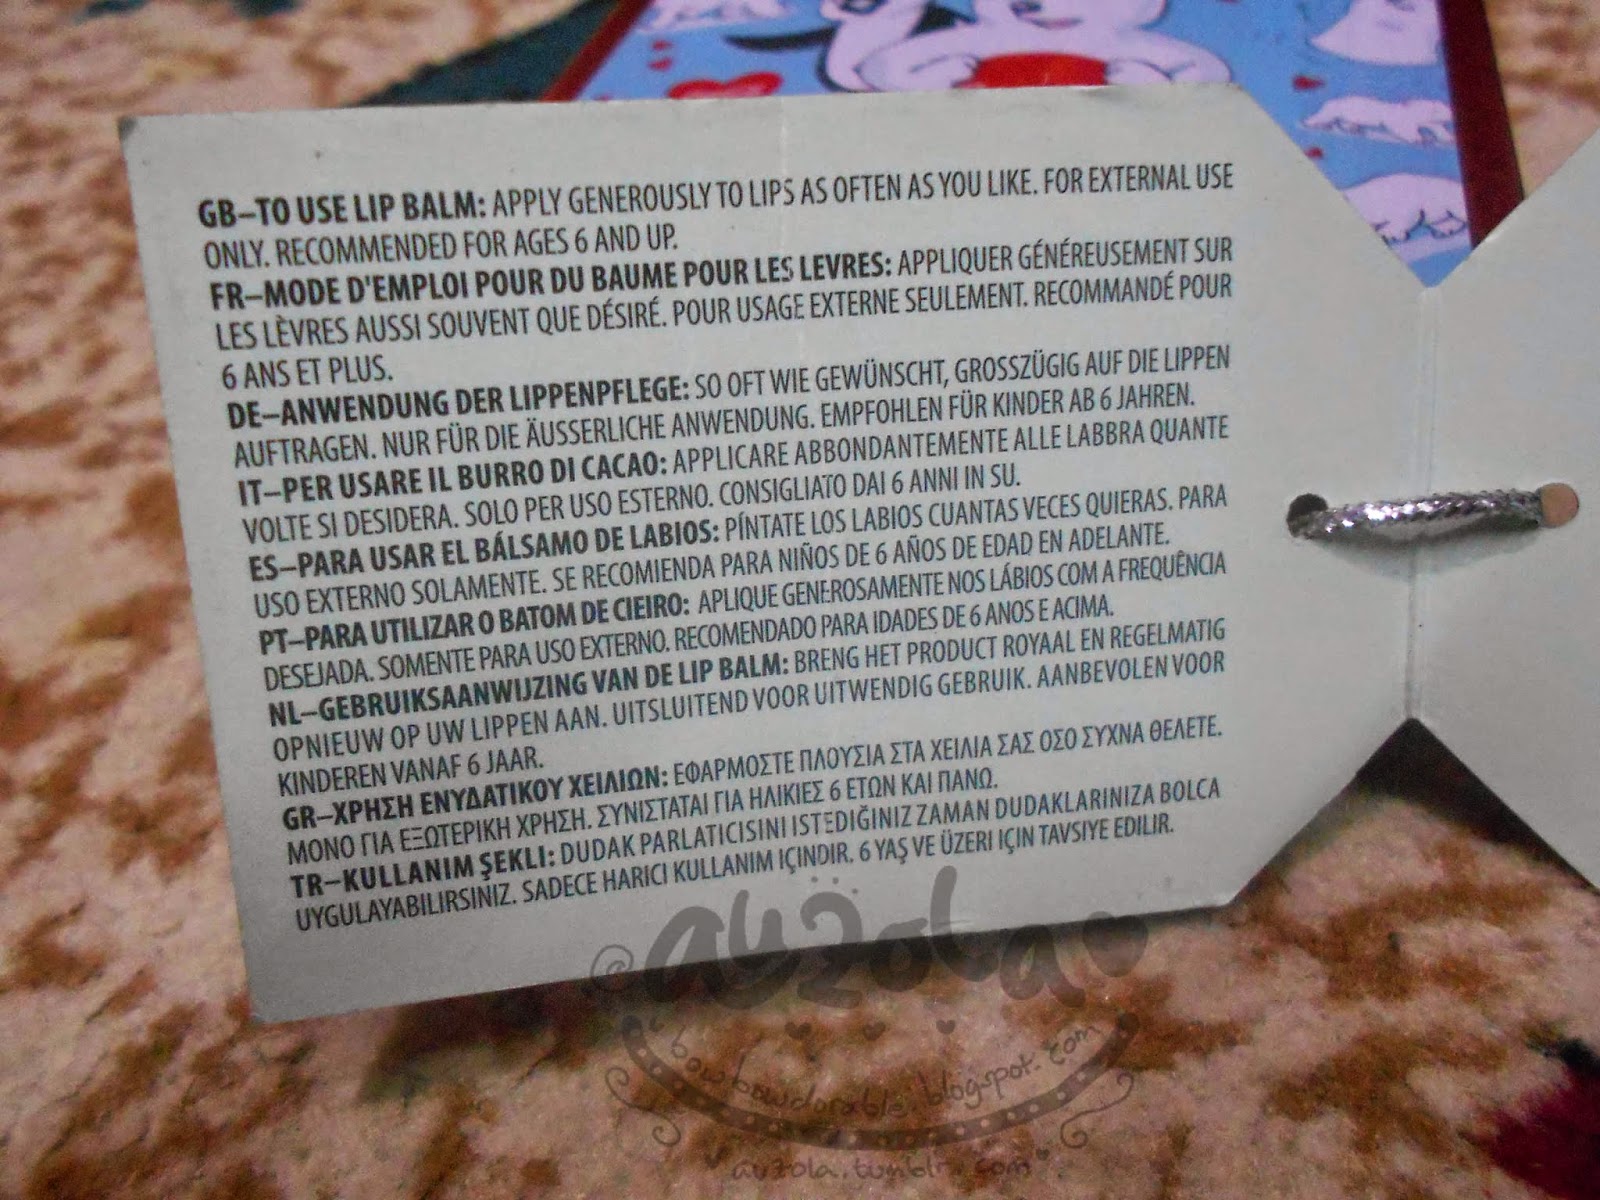 GB–TO USE LIP BALM: APPLY GENEROUSLY TO LIPS AS OFTEN AS YOU LIKE. FOR EXTERNAL USE
ONLY. RECOMMENDED FOR AGES 6 AND UP.
FR–MODE D'EMPLOI POUR DU BAUME POUR LES LEVRES: APPLIQUER GÉNÉREUSEMENT SUR
LES LÈVRES AUSSI SOUVENT QUE DÉSIRÉ. POUR USAGE EXTERNE SEULEMENT. RECOMMANDÉ POUR
6 ANS ET PLUS.
DE–ANWENDUNG DER LIPPENPFLEGE: SO OFT WIE GEWÜNSCHT, GROSSZÜGIG AUF DIE LIPPEN
AUFTRAGEN. NUR FÜR DIE ÄUSSERLICHE ANWENDUNG. EMPFOHLEN FÜR KINDER AB 6 JAHREN.
IT–PER USARE IL BURRO DI CACAO: APPLICARE ABBONDANTEMENTE ALLE LABBRA QUANTE
VOLTE SI DESIDERA. SOLO PER USO ESTERNO. CONSIGLIATO DAI 6 ANNI IN SU.
ES–PARA USAR EL BÁLSAMO DE LABIOS: PÍNTATE LOS LABIOS CUANTAS VECES QUIERAS. PARA
USO EXTERNO SOLAMENTE. SE RECOMIENDA PARA NIÑOS DE 6 AÑOS DE EDAD EN ADELANTE.
PT–PARA UTILIZAR O BATOM DE CIEIRO: APLIQUE GENEROSAMENTE NOS LÁBIOS COM A FREQUÊNCIA
DESEJADA. SOMENTE PARA USO EXTERNO. RECOMENDADO PARA IDADES DE 6 ANOS E ACIMA.
NL–GEBRUIKSAANWIJZING VAN DE LIP BALM: BRENG HET PRODUCT ROYAAL EN REGELMATIG
OPNIEUW OP UW LIPPEN AAN. UITSLUITEND VOOR UITWENDIG GEBRUIK. AANBEVOLEN VOOR
KINDEREN VANAF 6 JAAR.
GR–ΧΡΗΣΗ ΕΝΥΔΑΤΙΚΟΥ ΧΕΙΛΙΩΝ: ΕΦΑΡΜΟΣΤΕ ΠΛΟΥΣΙΑ ΣΤΑ ΧΕΙΛΙΑ ΣΑΣ ΟΣΟ ΣΥΧΝΑ ΘΕΛΕΤΕ.
ΜΟΝΟ ΓΙΑ ΕΞΩΤΕΡΙΚΗ ΧΡΗΣΗ. ΣΥΝΙΣΤΑΤΑΙ ΓΙΑ ΗΛΙΚΙΕΣ 6 ΕΤΩΝ ΚΑΙ ΠΑΝΩ.
TR–KULLANIM ŞEKLI: DUDAK PARLATICISINI ISTEDIĞINIZ ZAMAN DUDAKLARINIZA BOLCA
UYGULAYABILIRSINIZ. SADECE HARICI KULLANIM IÇINDIR. 6 YAŞ VE ÜZERI IÇIN TAVSIYE EDILIR.
@auzola
bowbowdorable.blogspot.com
auzola.tumblr.com